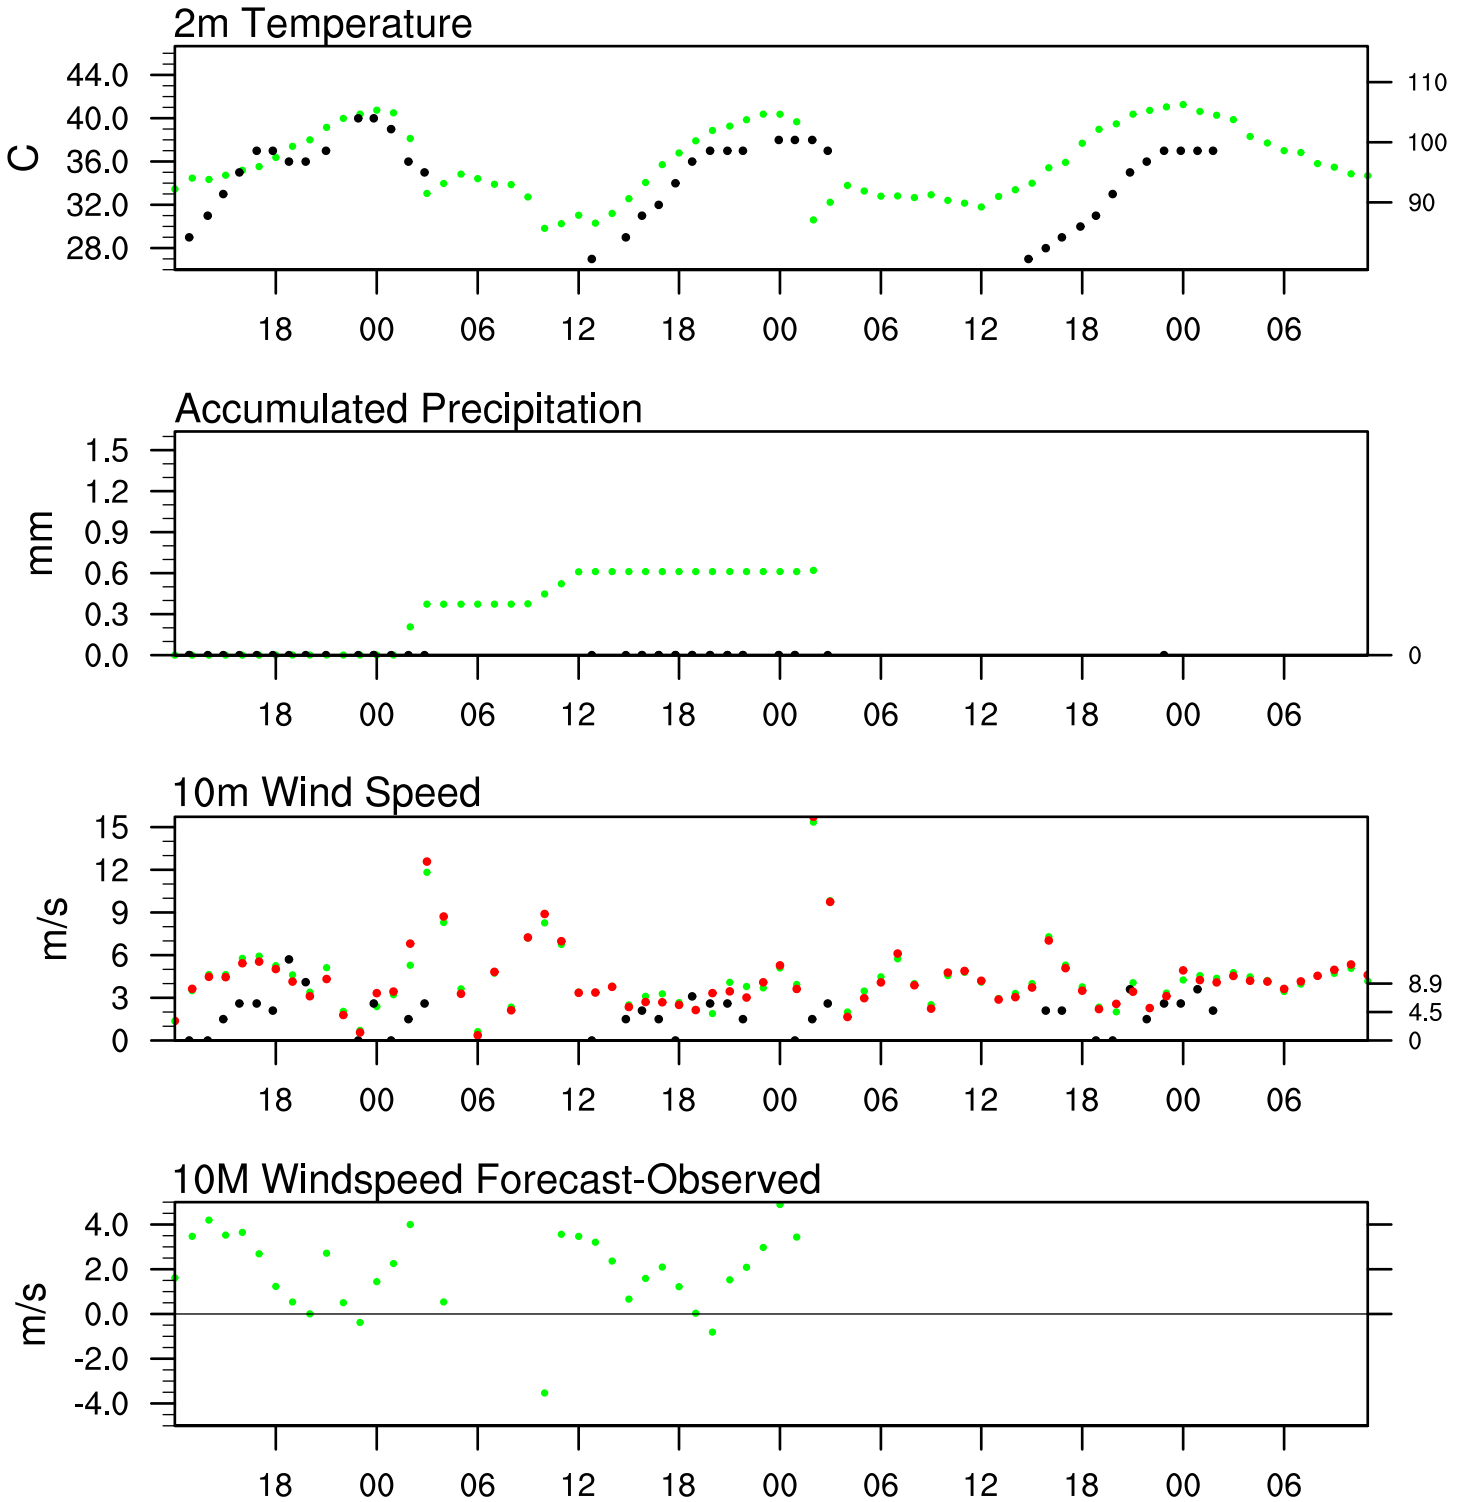 2m Temperature
44.0
40.0
36.0
32.0
28.0
C
110
100
90
18 00 06 12 18 00 06 12 18 00 06
Accumulated Precipitation
1.5
1.2
0.9
0.6
0.3
0.0
mm
0
18 00 06 12 18 00 06 12 18 00 06
10m Wind Speed
15
12
9
6
3
0
m/s
8.9
4.5
0
18 00 06 12 18 00 06 12 18 00 06
10M Windspeed Forecast-Observed
4.0
2.0
0.0
-2.0
-4.0
m/s
18 00 06 12 18 00 06 12 18 00 06